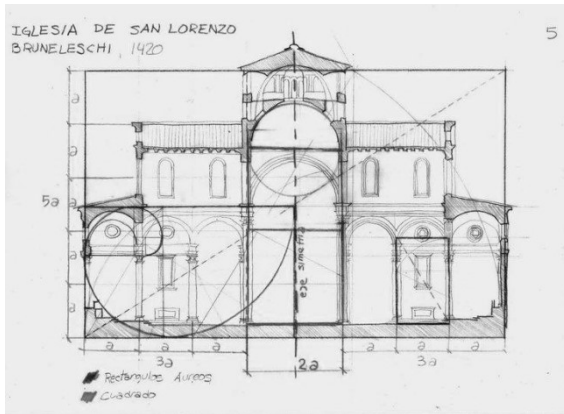 IGLESIA DE SAN LORENZO
BRUNELESCHI, 1420
5
a
a
5a a
a
a
eje simetria
a a a a a a
3a 2a 3a
Rectangulos Aureos
Cuadrado